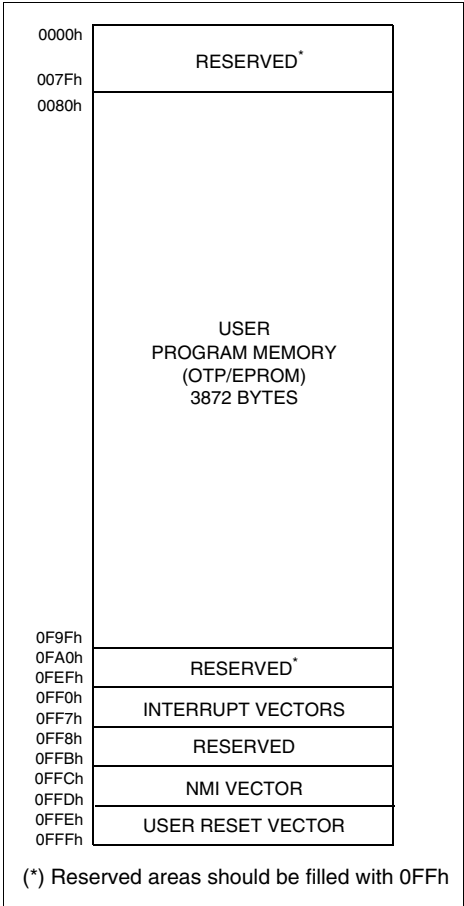 0000h
RESERVED*
007Fh
0080h
USER
PROGRAM MEMORY
(OTP/EPROM)
3872 BYTES
0F9Fh
0FA0h
RESERVED*
0FEFh
0FF0h
INTERRUPT VECTORS
0FF7h
0FF8h
RESERVED
0FFBh
0FFCh
NMI VECTOR
0FFDh
0FFEh
USER RESET VECTOR
0FFFh
(*) Reserved areas should be filled with 0FFh